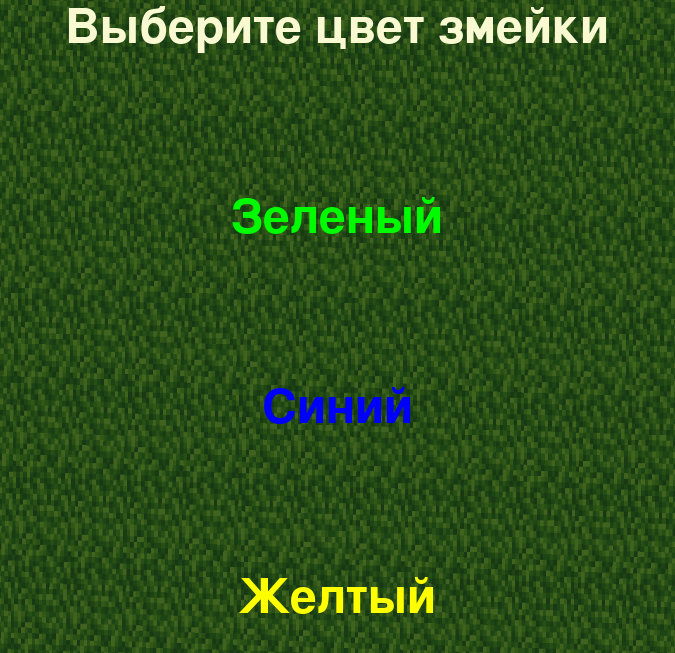 Выберите цвет змейки
Зеленый
Синий
Желтый